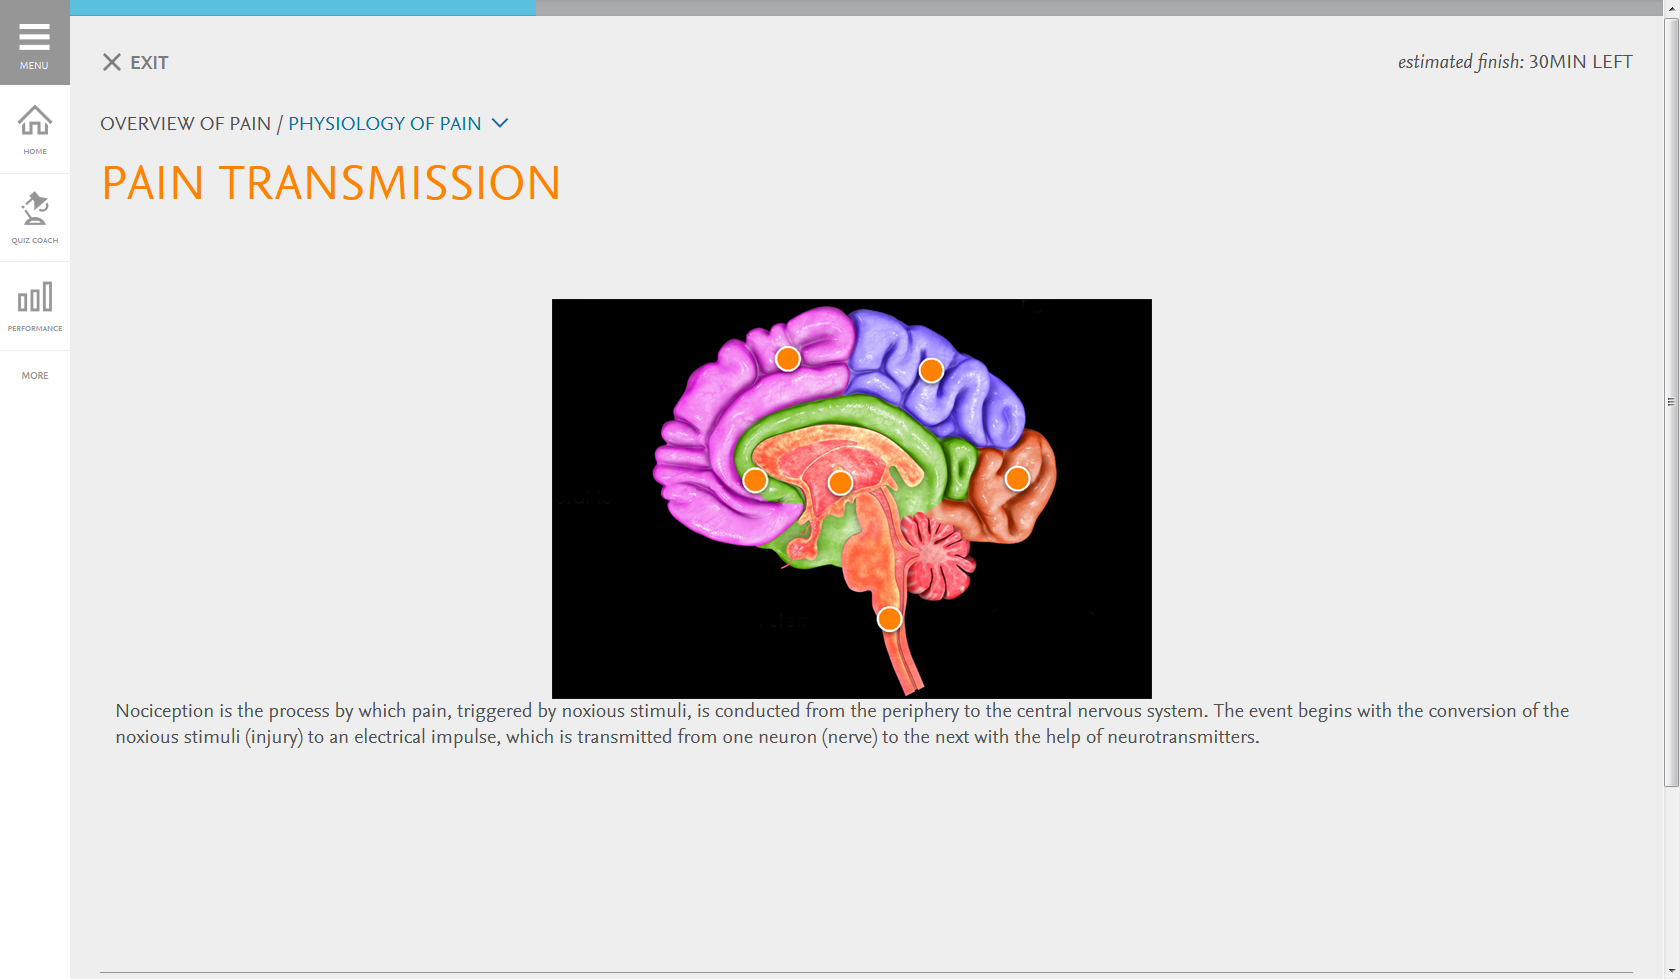 MENU
EXIT
estimated finish: 30MIN LEFT
HOME
OVERVIEW OF PAIN / PHYSIOLOGY OF PAIN
PAIN TRANSMISSION
QUIZ COACH
PERFORMANCE
MORE
Nociception is the process by which pain, triggered by noxious stimuli, is conducted from the periphery to the central nervous system. The event begins with the conversion of the
noxious stimuli (injury) to an electrical impulse, which is transmitted from one neuron (nerve) to the next with the help of neurotransmitters.